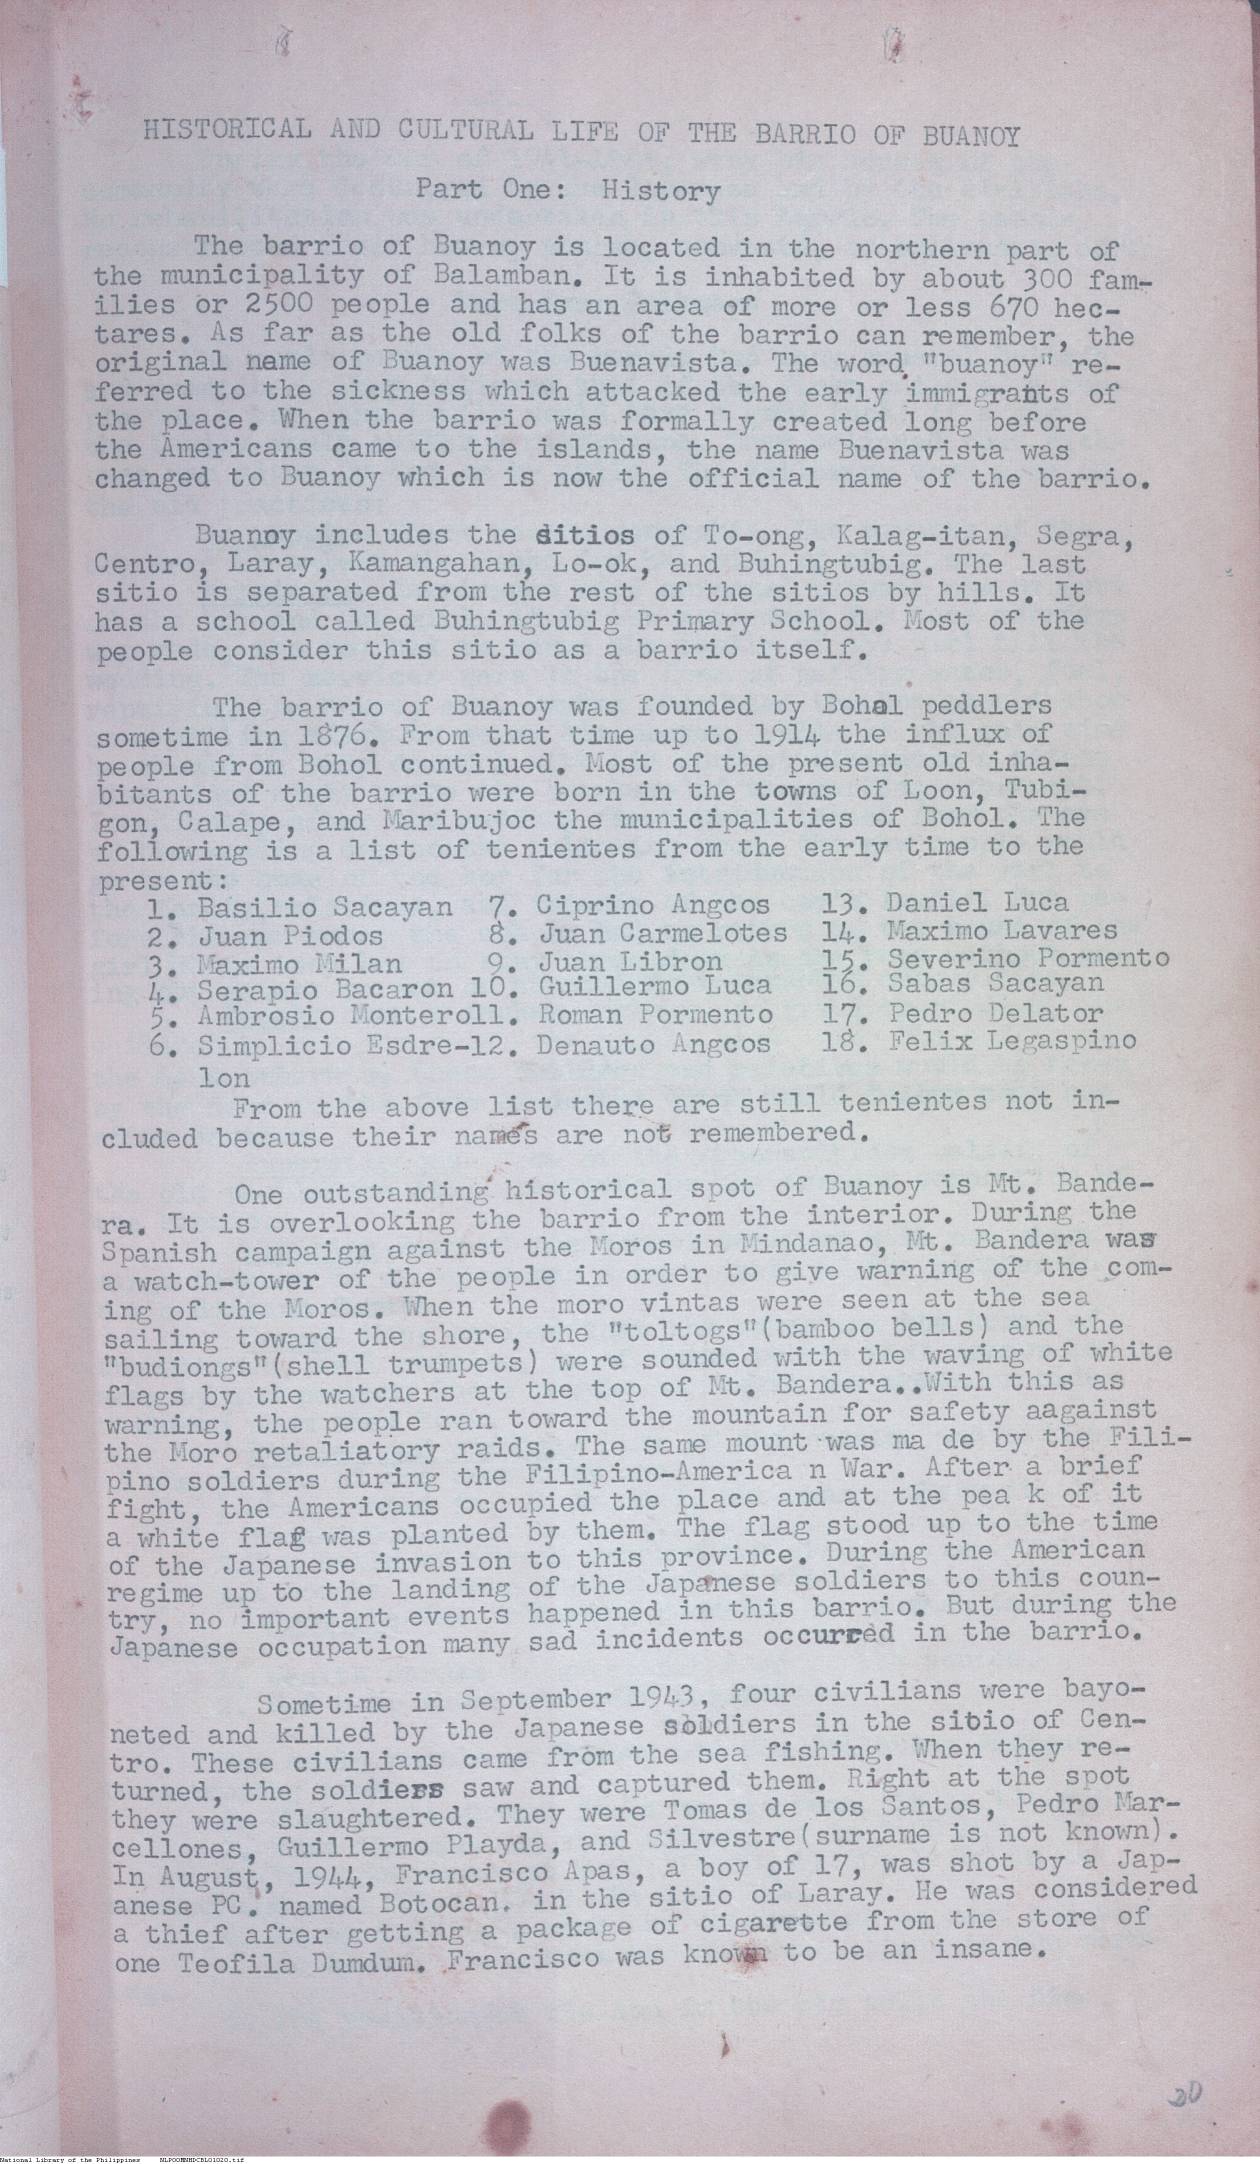 HISTORICAL AND CULTURAL LIFE OF THE BARRIO OF BUANOY
Part One: History
The barrio of Buanoy is located in the northern part of
the municipality of Balamban. It is inhabited by about 300 fam-
ilies or 2500 people and has an area of more or less 670 hec-
tares. As far as the old folks of the barrio can remember, the
original name of Buanoy was Buenavista. The word "buanoy" re-
ferred to the sickness which attacked the early immigrants of
the place. When the barrio was formally created long before
the Americans came to the islands, the name Buenavista was
changed to Buanoy which is now the official name of the barrio.
Buanoy includes the sitios of To-ong, Kalag-itan, Segra,
Centro, Laray, Kamangahan, Lo-ok, and Buhingtubig. The last
sitio is separated from the rest of the sitios by hills. It
has a school called Buhingtubig Primary School. Most of the
people consider this sitio as a barrio itself.
The barrio of Buanoy was founded by Bohol peddlers
sometime in 1876. From that time up to 1914 the influx of
people from Bohol continued. Most of the present old inha-
bitants of the barrio were born in the towns of Loon, Tubi-
gon, Calape, and Maribujoc the municipalities of Bohol. The
following is a list of tenientes from the early time to the
present:
1. Basilio Sacayan 7. Ciprino Angcos 13. Daniel Luca
2. Juan Piodos 8. Juan Carmelotes 14. Maximo Lavares
3. Maximo Milan 9. Juan Libron 15. Severino Pormento
4. Serapio Bacaron 10. Guillermo Luca 16. Sabas Sacayan
5. Ambrosio Monteroll. Roman Pormento 17. Pedro Delator
6. Simplicio Esdre-12. Denauto Angcos 18. Felix Legaspino
lon
From the above list there are still tenientes not in-
cluded because their names are not remembered.
One outstanding historical spot of Buanoy is Mt. Bande-
ra. It is overlooking the barrio from the interior. During the
Spanish campaign against the Moros in Mindanao, Mt. Bandera was
a watch-tower of the people in order to give warning of the com-
ing of the Moros. When the moro vintas were seen at the sea
sailing toward the shore, the "toltogs"(bamboo bells) and the
"budiongs"(shell trumpets) were sounded with the waving of white
flags by the watchers at the top of Mt. Bandera..With this as
warning, the people ran toward the mountain for safety aagainst
the Moro retaliatory raids. The same mount was ma de by the Fili-
pino soldiers during the Filipino-America n War. After a brief
fight, the Americans occupied the place and at the pea k of it
a white flag was planted by them. The flag stood up to the time
of the Japanese invasion to this province. During the American
regime up to the landing of the Japanese soldiers to this coun-
try, no important events happened in this barrio. But during the
Japanese occupation many sad incidents occurred in the barrio.
Sometime in September 1943, four civilians were bayo-
neted and killed by the Japanese soldiers in the sitio of Cen-
tro. These civilians came from the sea fishing. When they re-
turned, the soldiers saw and captured them. Right at the spot
they were slaughtered. They were Tomas de los Santos, Pedro Mar-
cellones, Guillermo Playda, and Silvestre(surname is not known).
In August, 1944, Francisco Apas, a boy of 17, was shot by a Jap-
anese PC. named Botocan. in the sitio of Laray. He was considered
a thief after getting a package of cigarette from the store of
one Teofila Dumdum. Francisco was known to be an insane.
20
National Library of the Philippines NLPOOMNHDCBL01020.tif